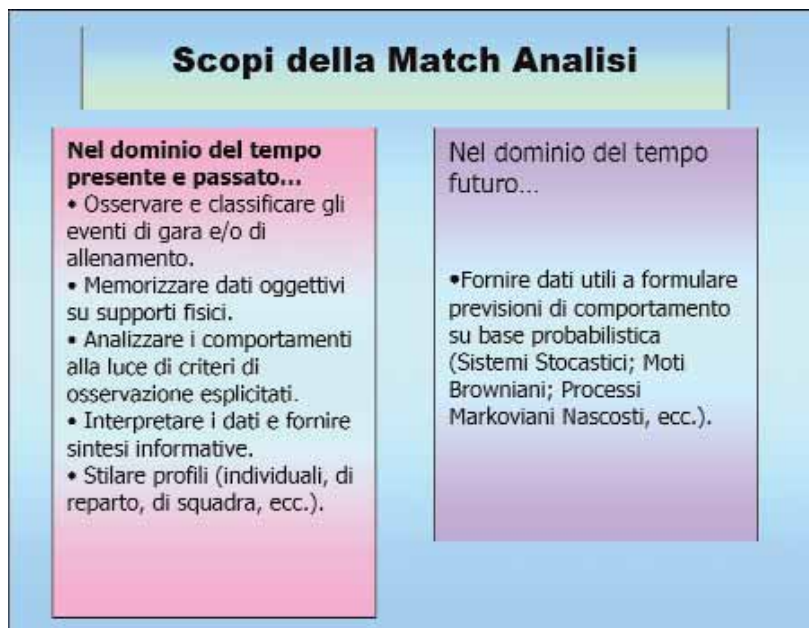 Scopi della Match Analisi
Nel dominio del tempo
presente e passato...
• Osservare e classificare gli
eventi di gara e/o di
allenamento.
• Memorizzare dati oggettivi
su supporti fisici.
• Analizzare i comportamenti
alla luce di criteri di
osservazione esplicitati.
• Interpretare i dati e fornire
sintesi informative.
• Stilare profili (individuali, di
reparto, di squadra, ecc.).
Nel dominio del tempo
futuro...
•Fornire dati utili a formulare
previsioni di comportamento
su base probabilistica
(Sistemi Stocastici; Moti
Browniani; Processi
Markoviani Nascosti, ecc.).